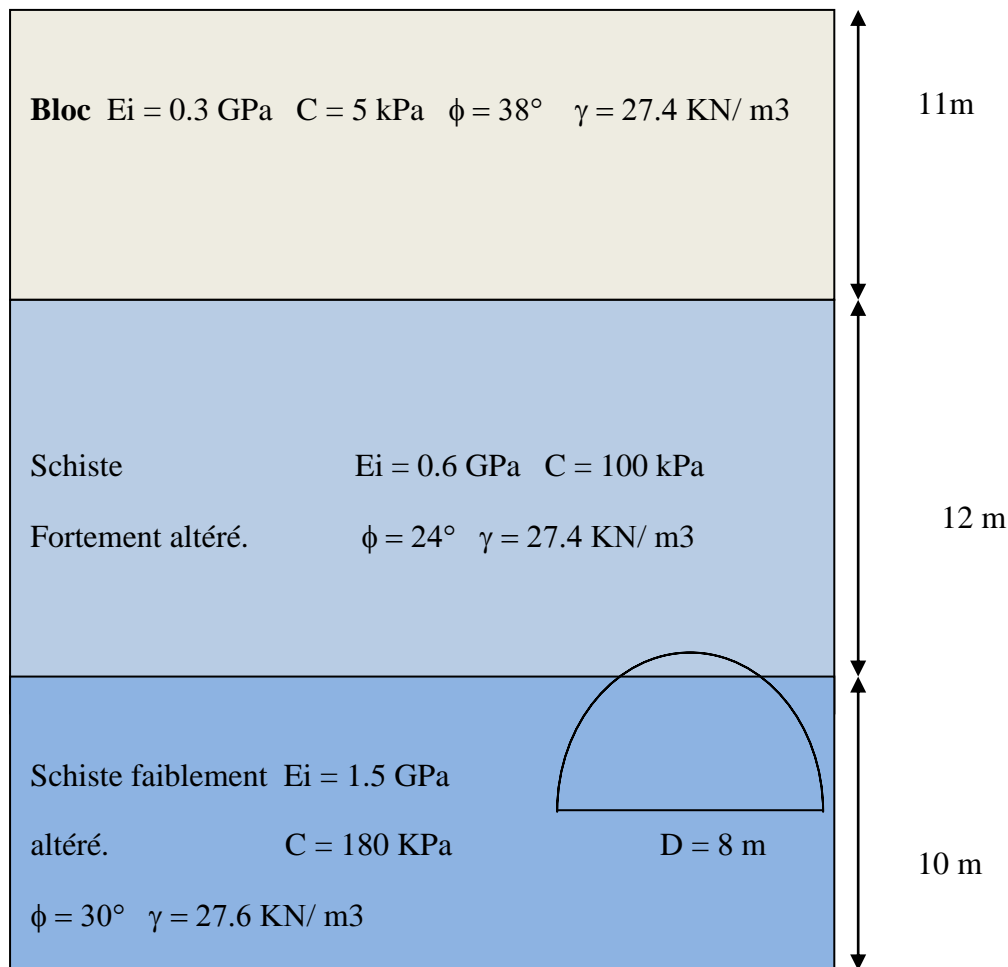 Bloc Ei = 0.3 GPa C = 5 kPa ϕ = 38° γ = 27.4 KN/ m3
11m
Schiste Ei = 0.6 GPa C = 100 kPa
Fortement altéré. ϕ = 24° γ = 27.4 KN/ m3
12 m
Schiste faiblement Ei = 1.5 GPa
altéré. C = 180 KPa
D = 8 m
ϕ = 30° γ = 27.6 KN/ m3
10 m